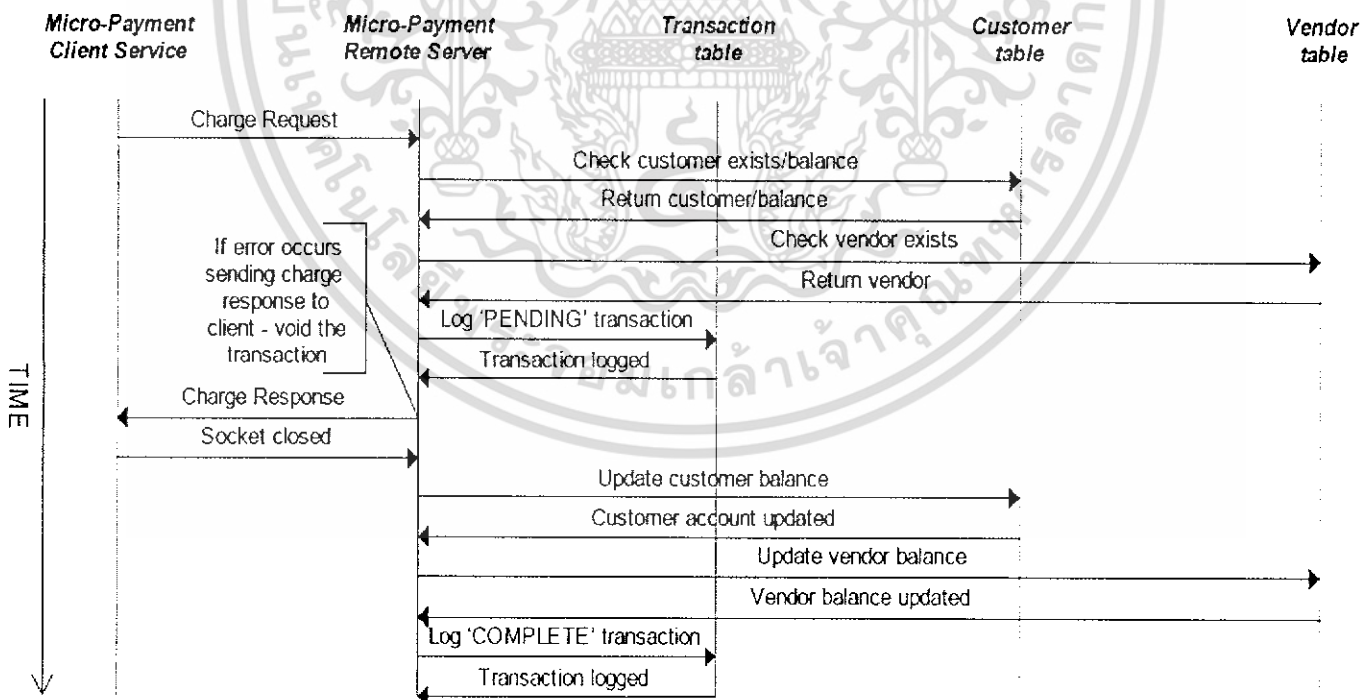 Micro-Payment
Client Service
Micro-Payment
Remote Server
Transaction
table
Customer
table
Vendor
table
Charge Request
Check customer exists/balance
Return customer/balance
Check vendor exists
Return vendor
If error occurs
sending charge
response to
client - void the
transaction
Log 'PENDING' transaction
Transaction logged
Charge Response
Socket closed
Update customer balance
Customer account updated
Update vendor balance
Vendor balance updated
Log 'COMPLETE' transaction
Transaction logged
TIME